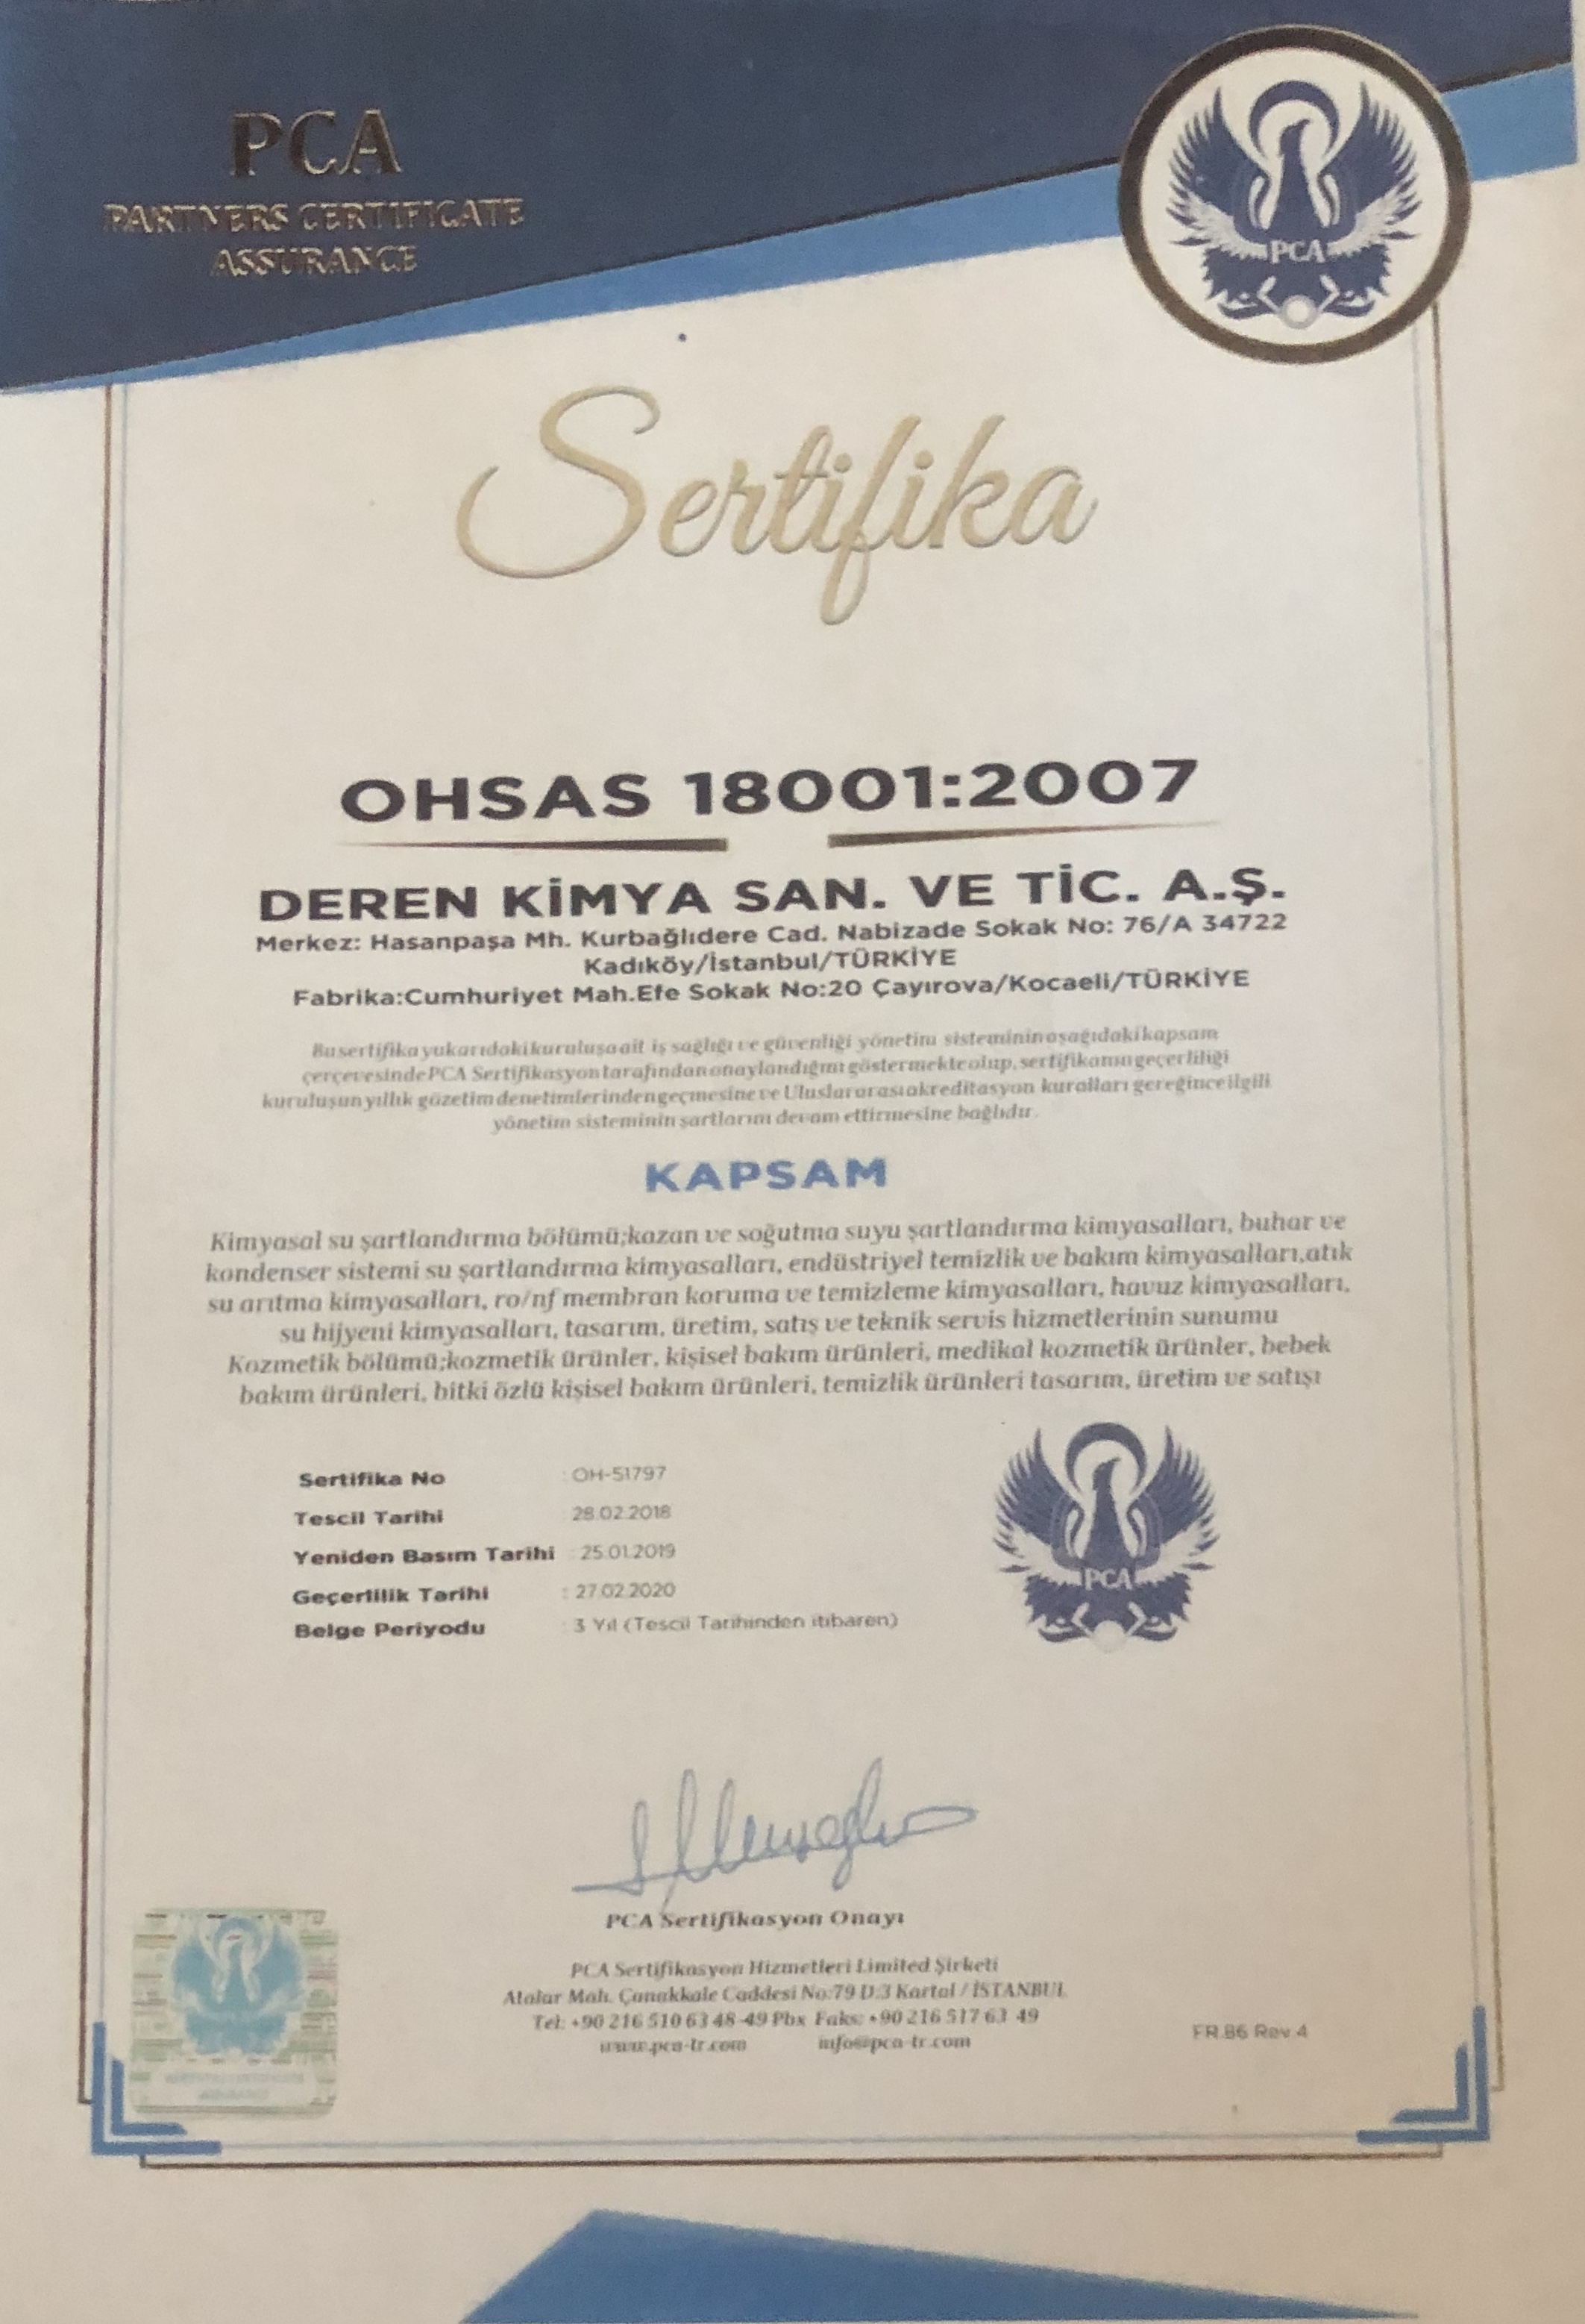 PCA
PARTNERS CERTIFICATE
ASSURANCE
PCA
Sertifika
OHSAS 18001:2007
DEREN KİMYA SAN. VE TİC. A.Ş.
Merkez: Hasanpaşa Mh. Kurbağlıdere Cad. Nabizade Sokak No: 76/A 34722
Kadıköy/İstanbul/TÜRKİYE
Fabrika:Cumhuriyet Mah.Efe Sokak No:20 Çayırova/Kocaeli/TÜRKİYE
Bu sertifika yukarıdaki kuruluşa ait iş sağlığı ve güvenliği yönetim sisteminin aşağıdaki kapsam
çerçevesinde PCA Sertifikasyon tarafından onaylandığını göstermekte olup, sertifikanın geçerliliği
kuruluşun yıllık gözetim denetimlerinden geçmesine ve Uluslararası akreditasyon kuralları gereğince ilgili
yönetim sisteminin şartlarını devam ettirmesine bağlıdır.
KAPSAM
Kimyasal su şartlandırma bölümü;kazan ve soğutma suyu şartlandırma kimyasalları, buhar ve
kondenser sistemi su şartlandırma kimyasalları, endüstriyel temizlik ve bakım kimyasalları,atık
su arıtma kimyasalları, ro/nf membran koruma ve temizleme kimyasalları, havuz kimyasalları,
su hijyeni kimyasalları, tasarım, üretim, satış ve teknik servis hizmetlerinin sunumu
Kozmetik bölümü;kozmetik ürünler, kişisel bakım ürünleri, medikal kozmetik ürünler, bebek
bakım ürünleri, bitki özlü kişisel bakım ürünleri, temizlik ürünleri tasarım, üretim ve satışı
Sertifika No : OH-51797
Tescil Tarihi 28.02.2018
Yeniden Basım Tarihi : 25.01.2019
Geçerlilik Tarihi : 27.02.2020
Belge Periyodu : 3 Yıl (Tescil Tarihinden itibaren)
PCA
PCA Sertifikasyon Onayı
PCA Sertifikasyon Hizmetleri Limited Şirketi
Atalar Mah. Çanakkale Caddesi No:79 D:3 Kartal / İSTANBUL
Tel: +90 216 510 63 48-49 Pbx Faks: +90 216 517 63 49
www.pca-tr.com info@pca-tr.com
FR.86 Rev.4